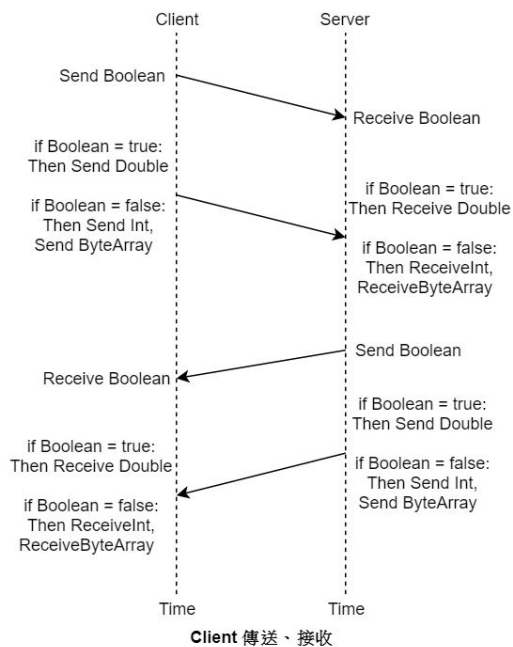 Client
Server
Send Boolean
Receive Boolean
if Boolean = true:
Then Send Double
if Boolean = false:
Then Send Int,
Send ByteArray
if Boolean = true:
Then Receive Double
if Boolean = false:
Then ReceiveInt,
ReceiveByteArray
Send Boolean
Receive Boolean
if Boolean = true:
Then Send Double
if Boolean = false:
Then Send Int,
Send ByteArray
if Boolean = true:
Then Receive Double
if Boolean = false:
Then ReceiveInt,
ReceiveByteArray
Time
Time
Client 傳送、接收